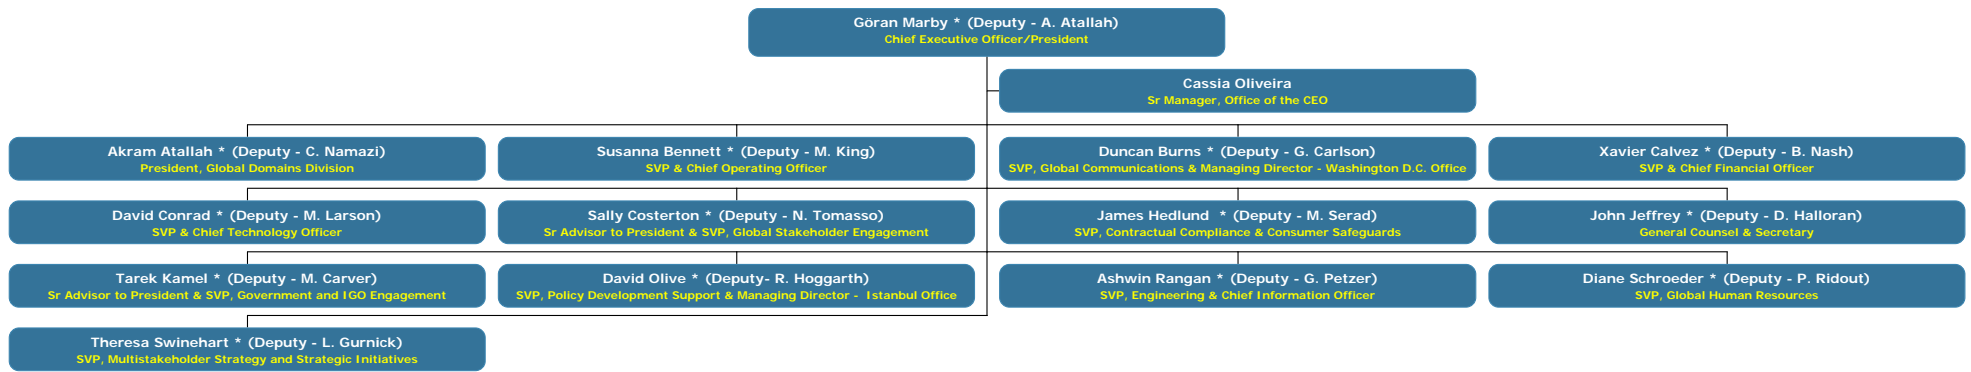 Göran Marby * (Deputy - A. Atallah)
Chief Executive Officer/President
Cassia Oliveira
Sr Manager, Office of the CEO
Akram Atallah * (Deputy - C. Namazi)
President, Global Domains Division
Susanna Bennett * (Deputy - M. King)
SVP & Chief Operating Officer
Duncan Burns * (Deputy - G. Carlson)
SVP, Global Communications & Managing Director - Washington D.C. Office
Xavier Calvez * (Deputy - B. Nash)
SVP & Chief Financial Officer
David Conrad * (Deputy - M. Larson)
SVP & Chief Technology Officer
Sally Costerton * (Deputy - N. Tomasso)
Sr Advisor to President & SVP, Global Stakeholder Engagement
James Hedlund  * (Deputy - M. Serad)
SVP, Contractual Compliance & Consumer Safeguards
John Jeffrey * (Deputy - D. Halloran)
General Counsel & Secretary
Tarek Kamel *  (Deputy - M. Carver)
Sr Advisor to President & SVP, Government and IGO Engagement
David Olive * (Deputy- R. Hoggarth)
SVP, Policy Development Support & Managing Director -  Istanbul Office
Ashwin Rangan * (Deputy - G. Petzer)
SVP, Engineering & Chief Information Officer
Diane Schroeder * (Deputy - P. Ridout)
SVP, Global Human Resources
Theresa Swinehart * (Deputy - L. Gurnick)
SVP, Multistakeholder Strategy and Strategic Initiatives